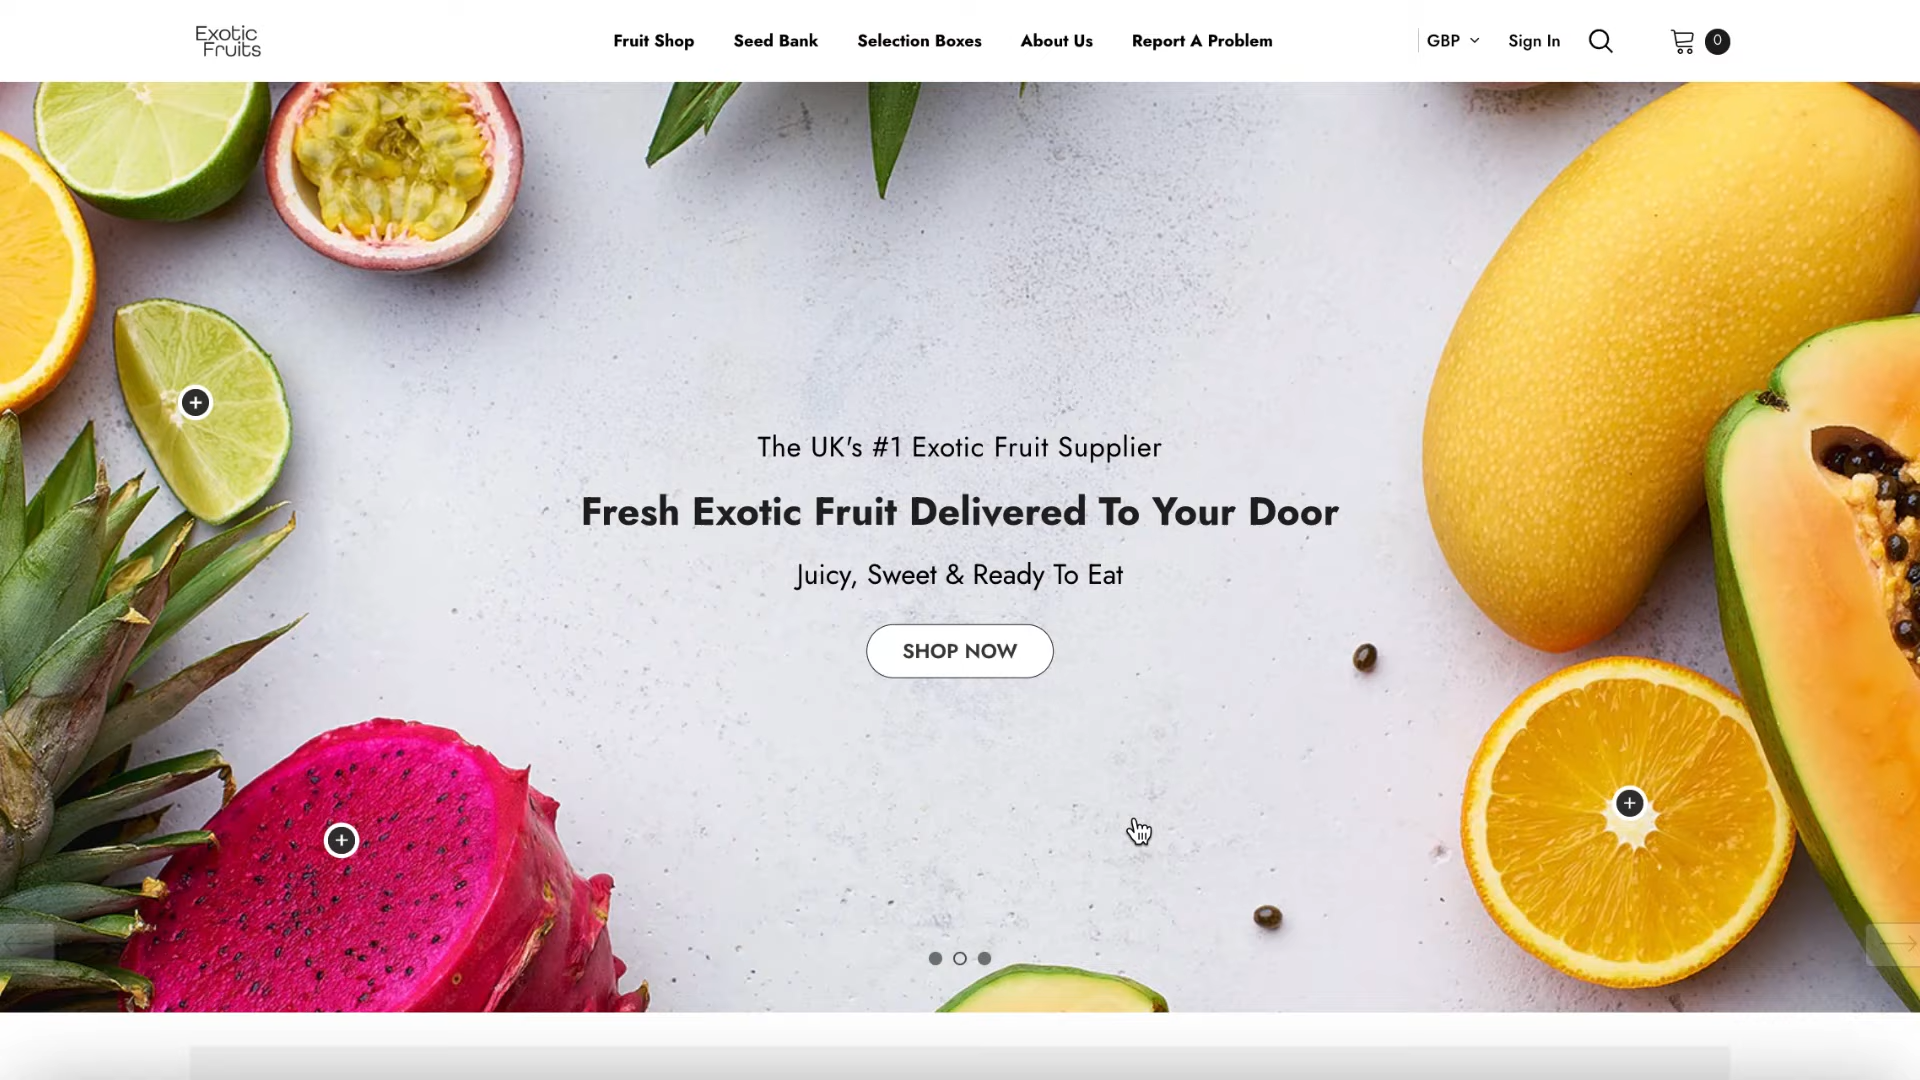 Exotic
Fruits
Fruit Shop
Seed Bank
Selection Boxes
About Us
Report A Problem
GBP
Sign In
0
The UK's #1 Exotic Fruit Supplier
Fresh Exotic Fruit Delivered To Your Door
Juicy, Sweet & Ready To Eat
SHOP NOW